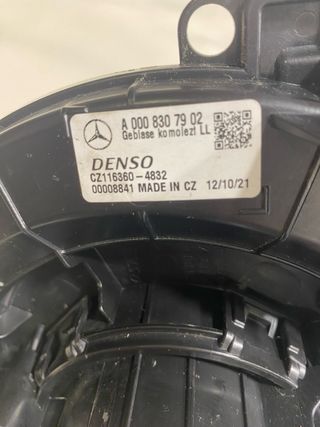 A 000 830 79 02
Gebläse komplett LL
DENSO
CZ116360-4832
00008841 MADE IN CZ 12/10/21